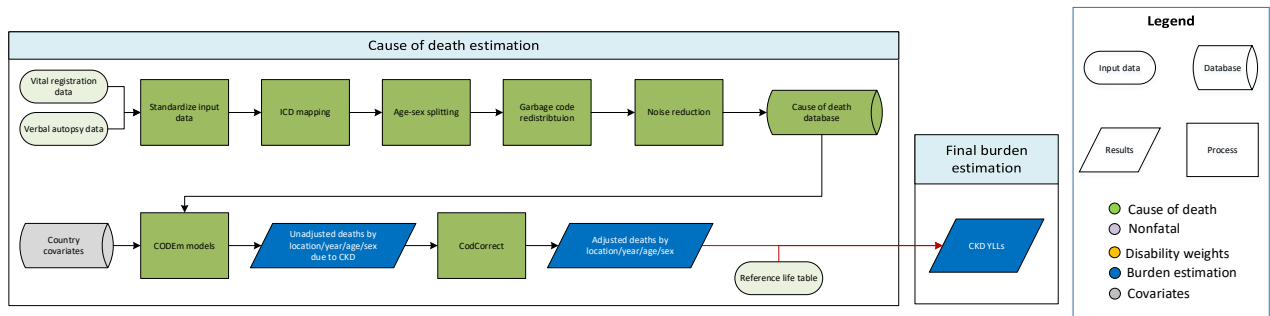 Cause of death estimation
Vital registration
data
Verbal autopsy data
Standardize input
data
ICD mapping
Age-sex splitting
Garbage code
redistribtuion
Noise reduction
Cause of death
database
Country
covariates
CODEm models
Unadjusted deaths by
location/year/age/sex
due to CKD
CodCorrect
Adjusted deaths by
location/year/age/sex
Reference life table
Final burden
estimation
CKD YLLs
Legend
Input data
Database
Results
Process
Cause of death
Nonfatal
Disability weights
Burden estimation
Covariates